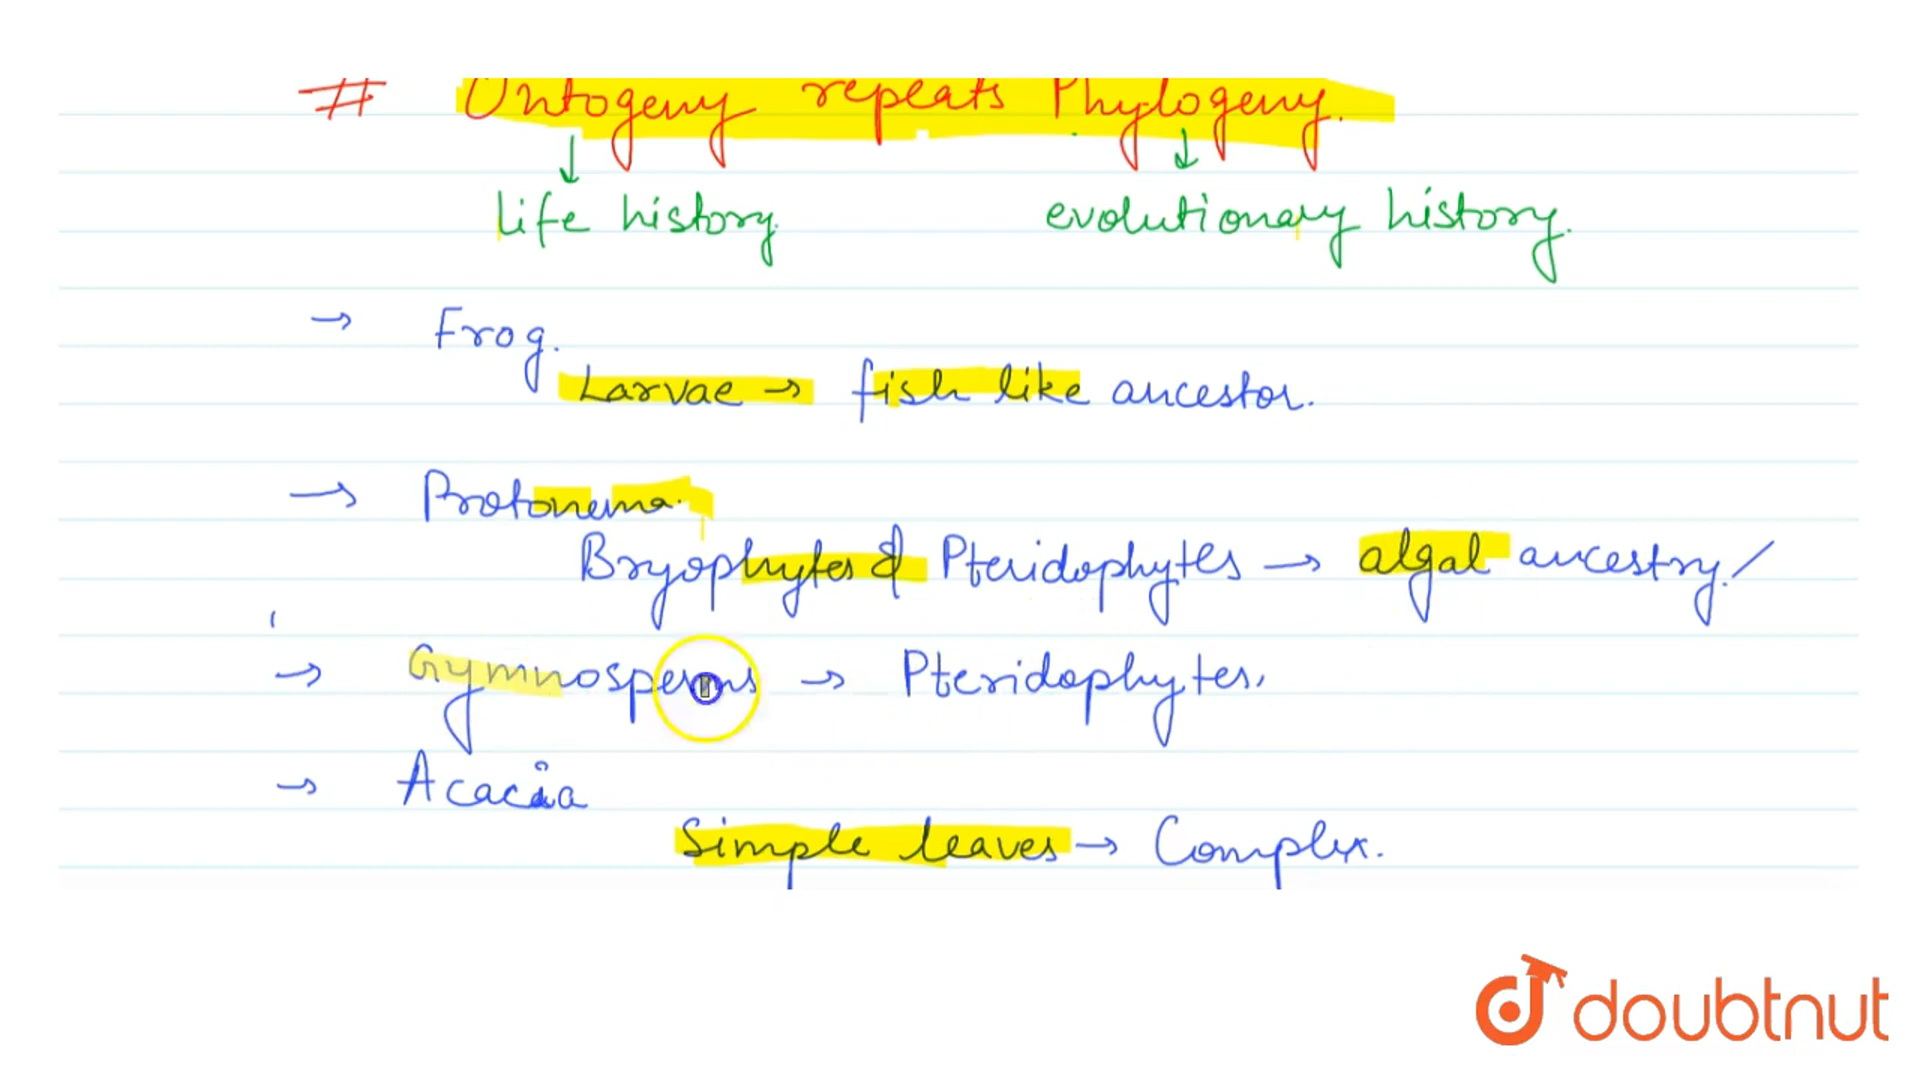 # Ontogeny repeats Phylogeny.
↓ ↓
life history. evolutionary history.
→ Frog.
Larvae → fish like ancestor.
→ Protonema.
Bryophytes & Pteridophytes → algal ancestry./
→ Gymnosperms → Pteridophytes,
→ Acacia
Simple leaves → Complex.
doubtnut